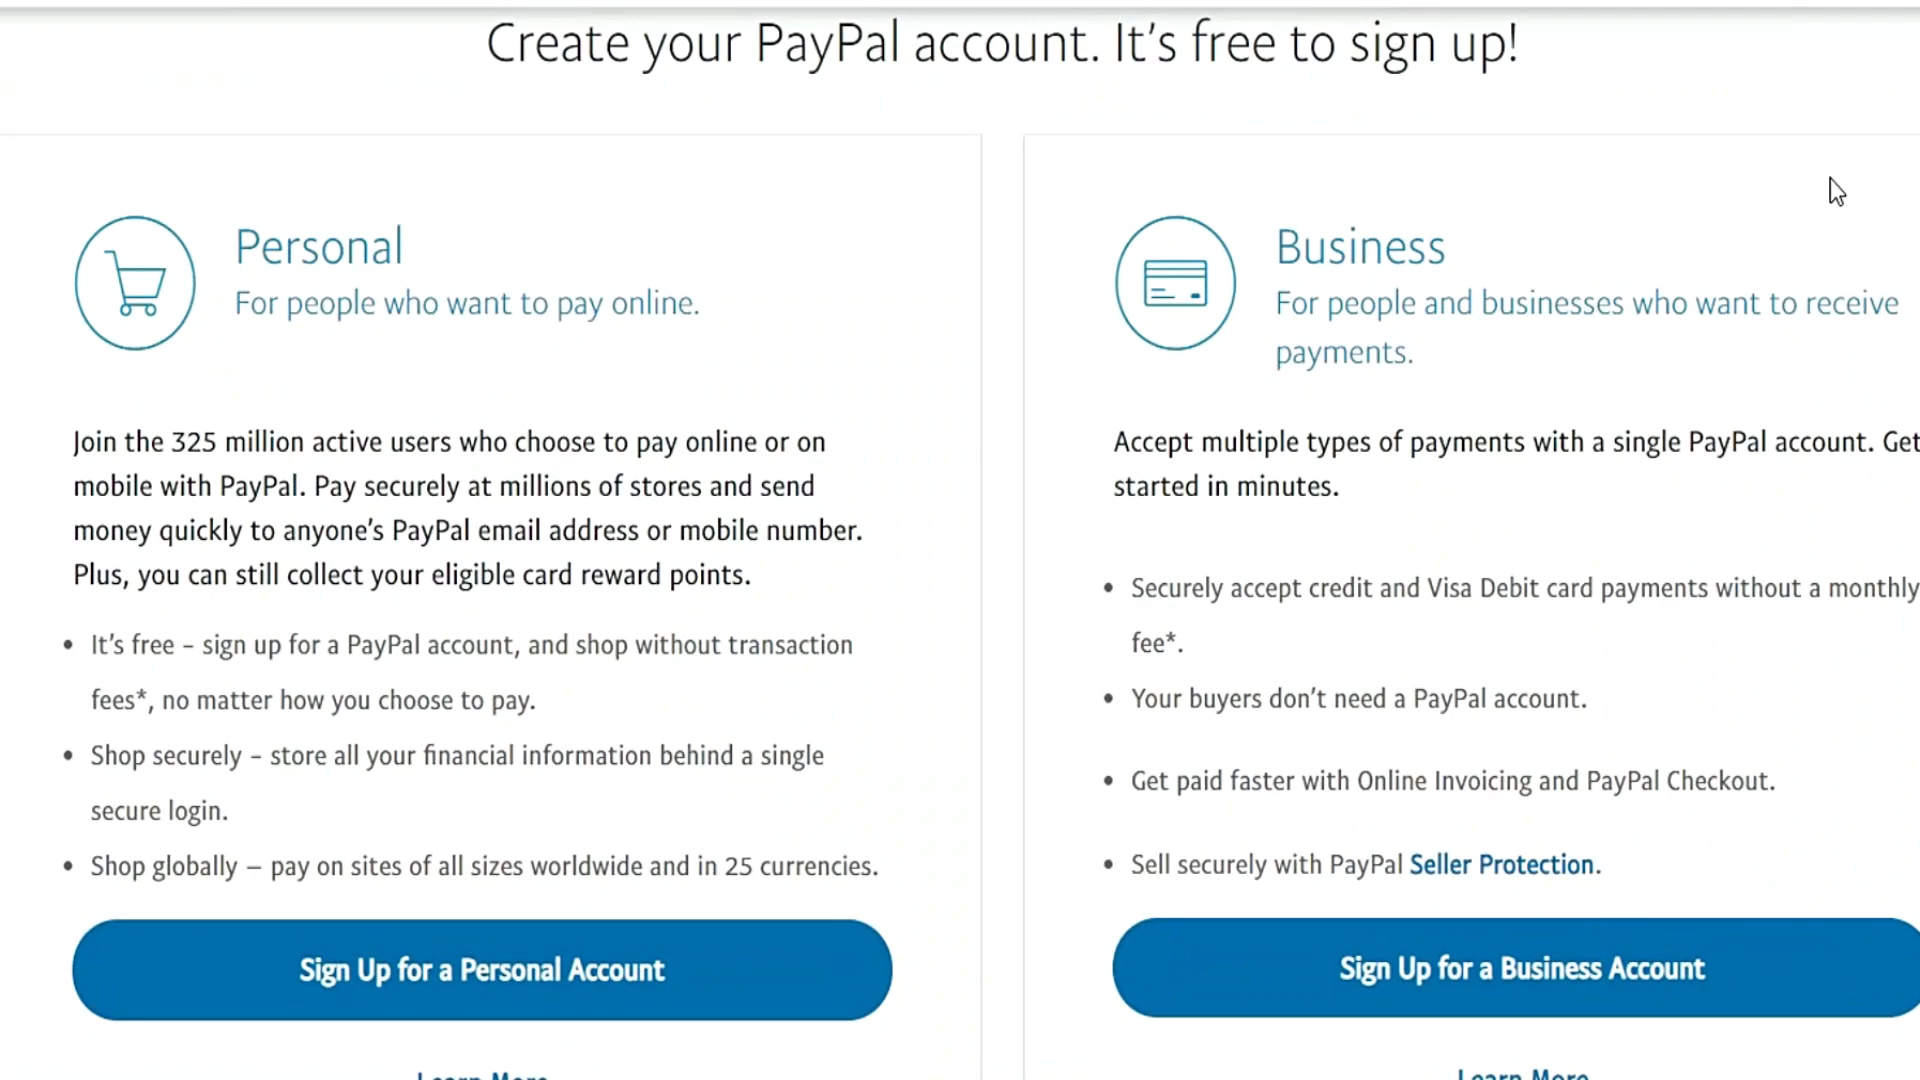 Create your PayPal account. It's free to sign up!
Personal
For people who want to pay online.
Join the 325 million active users who choose to pay online or on
mobile with PayPal. Pay securely at millions of stores and send
money quickly to anyone's PayPal email address or mobile number.
Plus, you can still collect your eligible card reward points.
• It's free – sign up for a PayPal account, and shop without transaction
fees*, no matter how you choose to pay.
• Shop securely – store all your financial information behind a single
secure login.
• Shop globally – pay on sites of all sizes worldwide and in 25 currencies.
Sign Up for a Personal Account
Learn More
Business
For people and businesses who want to receive
payments.
Accept multiple types of payments with a single PayPal account. Get
started in minutes.
• Securely accept credit and Visa Debit card payments without a monthly
fee*.
• Your buyers don't need a PayPal account.
• Get paid faster with Online Invoicing and PayPal Checkout.
• Sell securely with PayPal Seller Protection.
Sign Up for a Business Account
Learn More